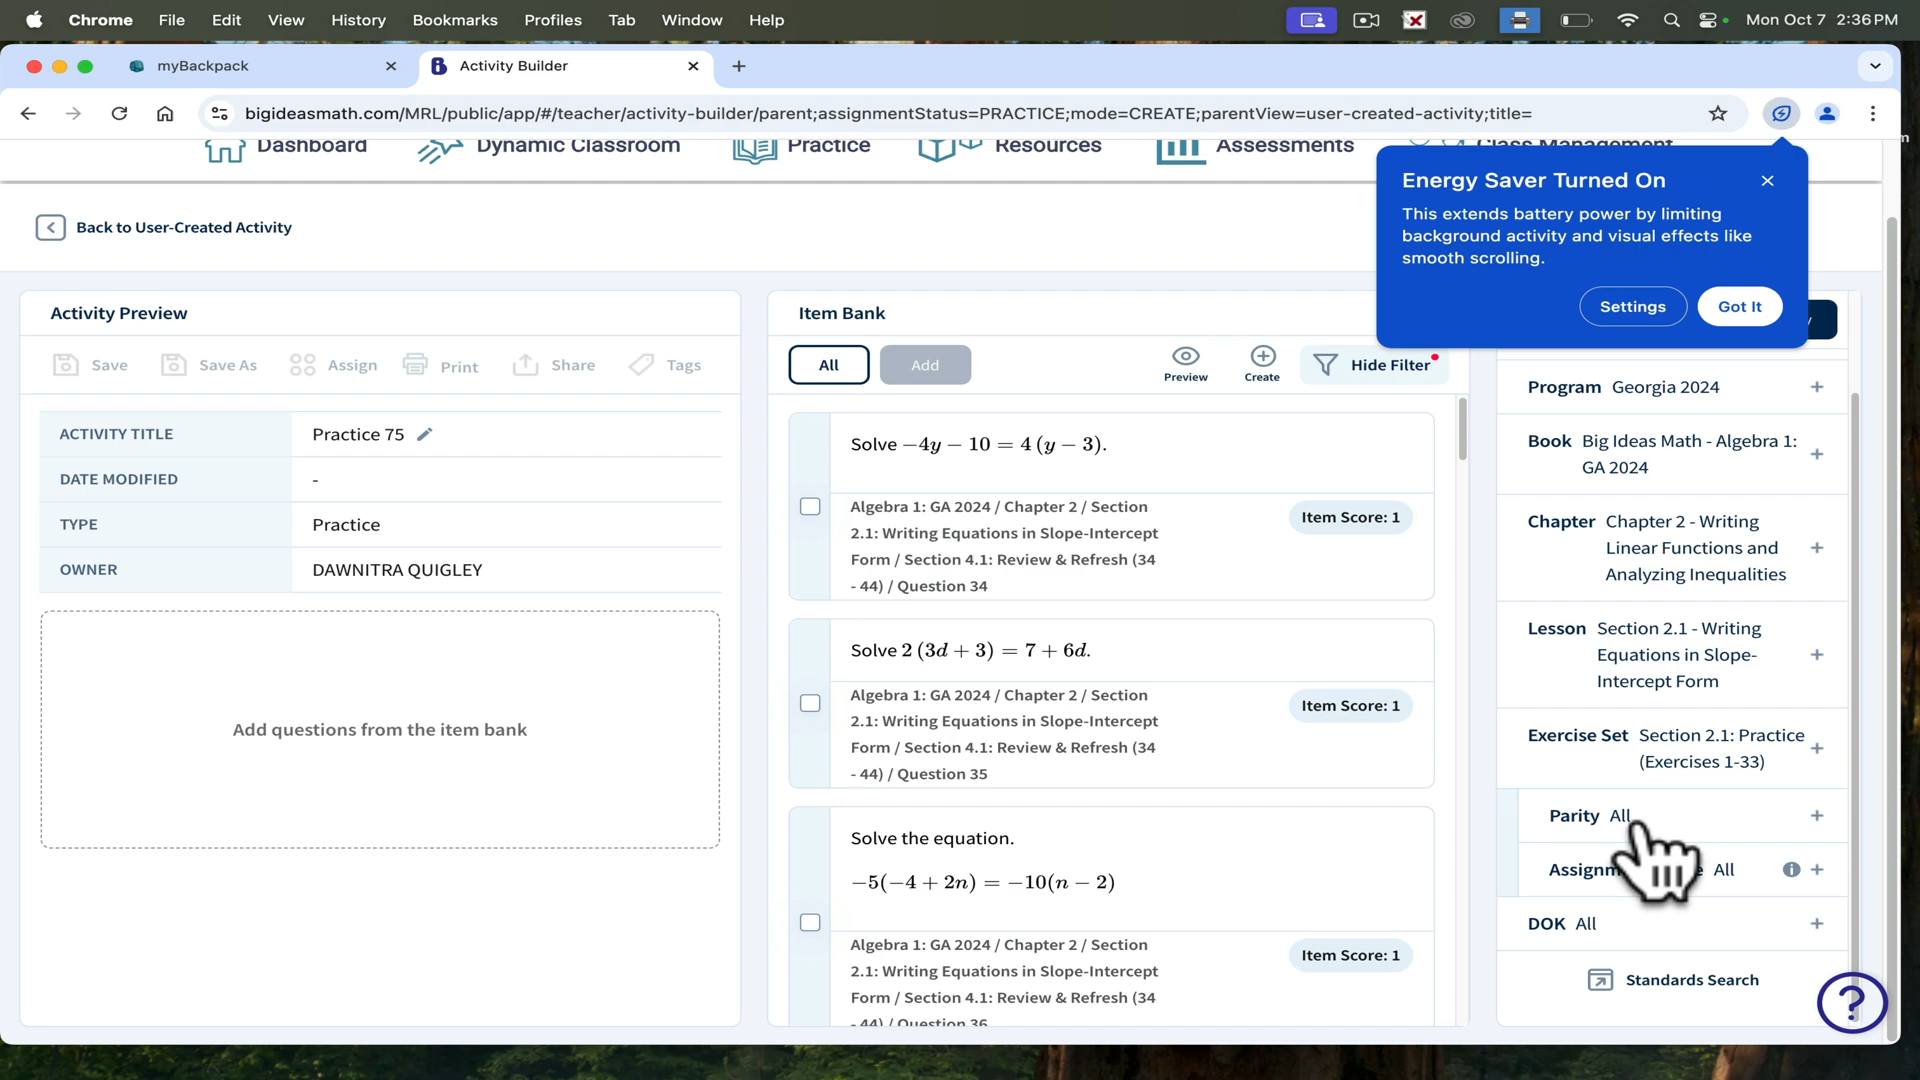 Chrome File Edit View History Bookmarks Profiles Tab Window Help Mon Oct 7 2:36 PM
myBackpack Activity Builder
bigideasmath.com/MRL/public/app/#/teacher/activity-builder/parent;assignmentStatus=PRACTICE;mode=CREATE;parentView=user-created-activity;title=
Dashboard Dynamic Classroom Practice Resources Assessments Class Management
Energy Saver Turned On
This extends battery power by limiting
background activity and visual effects like
smooth scrolling.
Settings Got It
Back to User-Created Activity
Activity Preview
Save Save As Assign Print Share Tags
ACTIVITY TITLE Practice 75
DATE MODIFIED -
TYPE Practice
OWNER DAWNITRA QUIGLEY
Add questions from the item bank
Item Bank
All Add Preview Create Hide Filter
Solve −4y − 10 = 4 (y − 3).
Algebra 1: GA 2024 / Chapter 2 / Section
2.1: Writing Equations in Slope-Intercept
Form / Section 4.1: Review & Refresh (34
- 44) / Question 34
Item Score: 1
Solve 2 (3d + 3) = 7 + 6d.
Algebra 1: GA 2024 / Chapter 2 / Section
2.1: Writing Equations in Slope-Intercept
Form / Section 4.1: Review & Refresh (34
- 44) / Question 35
Item Score: 1
Solve the equation.
−5(−4 + 2n) = −10(n − 2)
Algebra 1: GA 2024 / Chapter 2 / Section
2.1: Writing Equations in Slope-Intercept
Form / Section 4.1: Review & Refresh (34
- 44) / Question 36
Item Score: 1
Program Georgia 2024
Book Big Ideas Math - Algebra 1:
GA 2024
Chapter Chapter 2 - Writing
Linear Functions and
Analyzing Inequalities
Lesson Section 2.1 - Writing
Equations in Slope-
Intercept Form
Exercise Set Section 2.1: Practice
(Exercises 1-33)
Parity All
All
DOK All
Standards Search